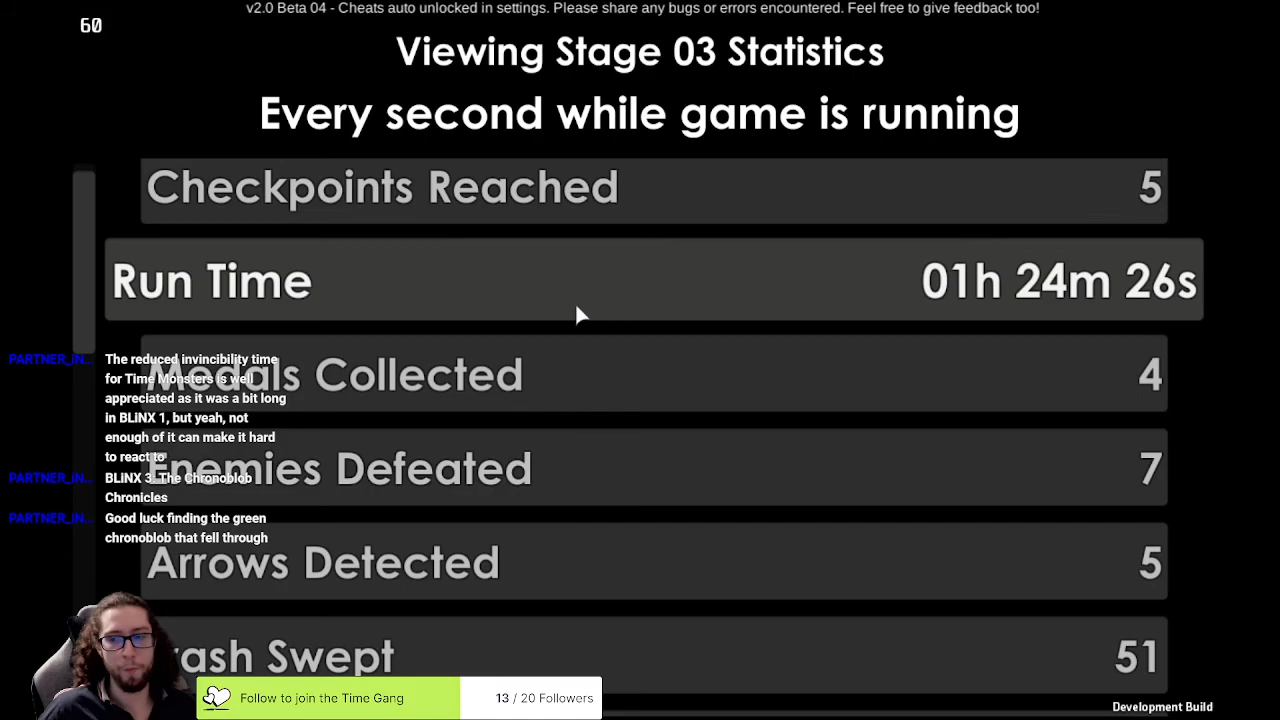 v2.0 Beta 04 - Cheats auto unlocked in settings. Please share any bugs or errors encountered. Feel free to give feedback too!
60
Viewing Stage 03 Statistics
Every second while game is running
Checkpoints Reached 5
Run Time 01h 24m 26s
Medals Collected 4
Enemies Defeated 7
Arrows Detected 5
rash Swept 51
PARTNER_iN... The reduced invincibility time
for Time Monsters is well
appreciated as it was a bit long
in BLiNX 1, but yeah, not
enough of it can make it hard
to react to
PARTNER_iN... BLiNX 3: The Chronoblob
Chronicles
PARTNER_iN... Good luck finding the green
chronoblob that fell through
Follow to join the Time Gang 13 / 20 Followers
Development Build